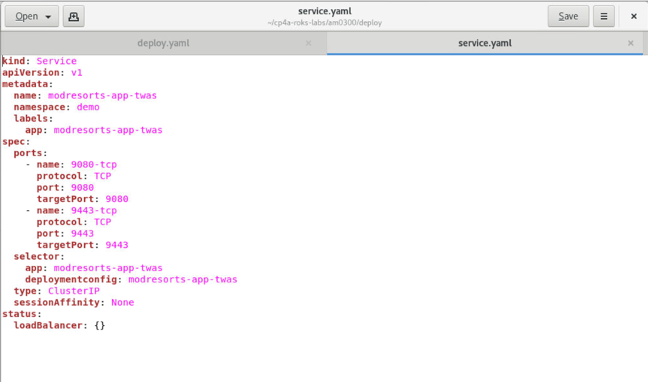 Open
service.yaml
~/cp4a-roks-labs/am0300/deploy
Save
deploy.yaml
service.yaml
kind: Service
apiVersion: v1
metadata:
  name: modresorts-app-twas
  namespace: demo
  labels:
    app: modresorts-app-twas
spec:
  ports:
    - name: 9080-tcp
      protocol: TCP
      port: 9080
      targetPort: 9080
    - name: 9443-tcp
      protocol: TCP
      port: 9443
      targetPort: 9443
  selector:
    app: modresorts-app-twas
    deploymentconfig: modresorts-app-twas
  type: ClusterIP
  sessionAffinity: None
status:
  loadBalancer: {}